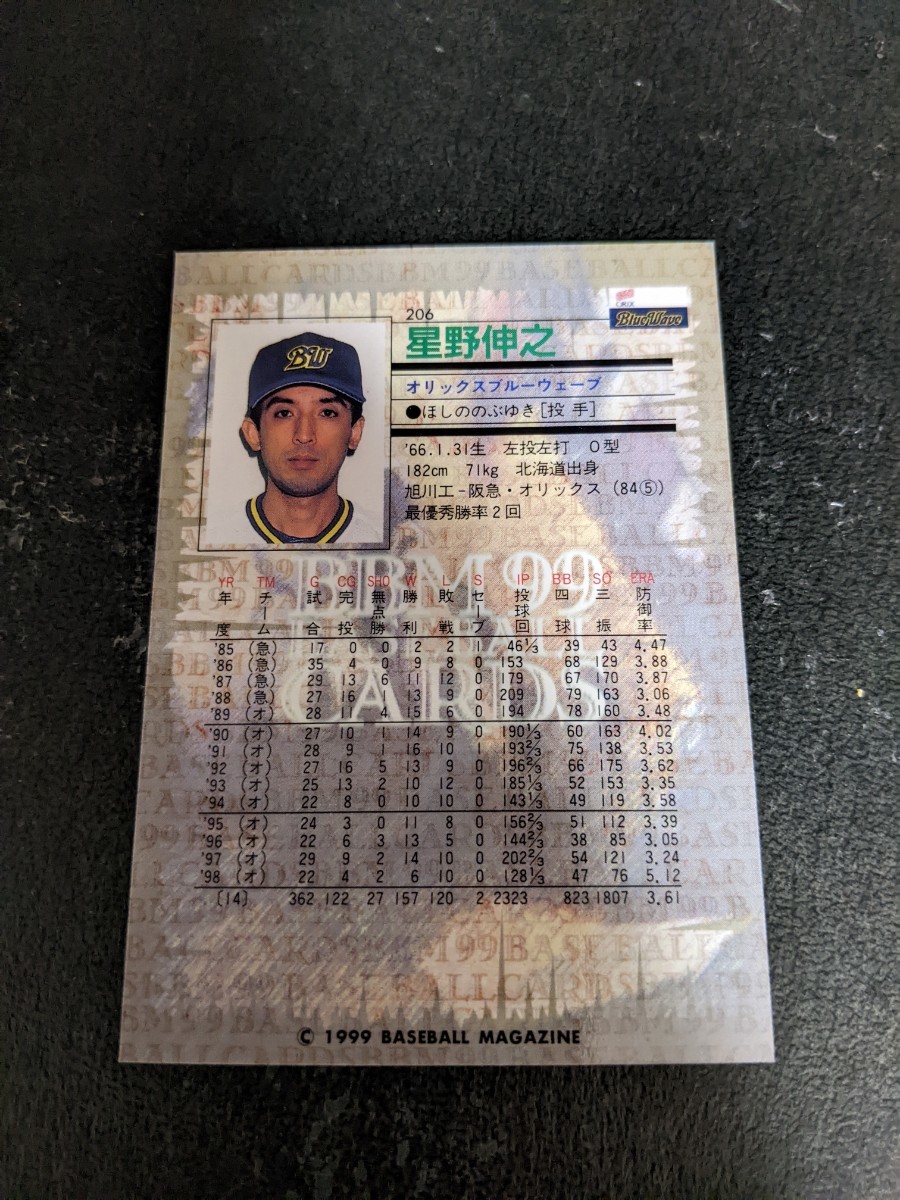 BALLCARDSBBM99BASEBALLCA
206
ORIX
BlueWave
BW
星野伸之
オリックスブルーウェーブ
●ほしののぶゆき[投 手]
'66.1.31生 左投左打 O型
182cm 71kg 北海道出身
旭川工-阪急・オリックス (84⑤)
最優秀勝率2回
BBM 99
BASEBALL
CARDS
YR TM G CG SHO W L S IP BB SO ERA
年度 チーム 試合 完投 無点勝 勝利 敗戦 セーブ 投球回 四球 三振 防御率
'85 (急) 17 0 0 2 2 1 46⅓ 39 43 4.47
'86 (急) 35 4 0 9 8 0 153 68 129 3.88
'87 (急) 29 13 6 11 12 0 179 67 170 3.87
'88 (急) 27 16 1 13 9 0 209 79 163 3.06
'89 (オ) 28 11 4 15 6 0 194 78 160 3.48
'90 (オ) 27 10 1 14 9 0 190⅓ 60 163 4.02
'91 (オ) 28 9 1 16 10 1 193⅔ 75 138 3.53
'92 (オ) 27 16 5 13 9 0 196⅔ 66 175 3.62
'93 (オ) 25 13 2 10 12 0 185⅓ 52 153 3.35
'94 (オ) 22 8 0 10 10 0 143⅓ 49 119 3.58
'95 (オ) 24 3 0 11 8 0 156⅔ 51 112 3.39
'96 (オ) 22 6 3 13 5 0 144⅔ 38 85 3.05
'97 (オ) 29 9 2 14 10 0 202⅔ 54 121 3.24
'98 (オ) 22 4 2 6 10 0 128⅓ 47 76 5.12
[14] 362 122 27 157 120 2 2323 823 1807 3.61
© 1999 BASEBALL MAGAZINE